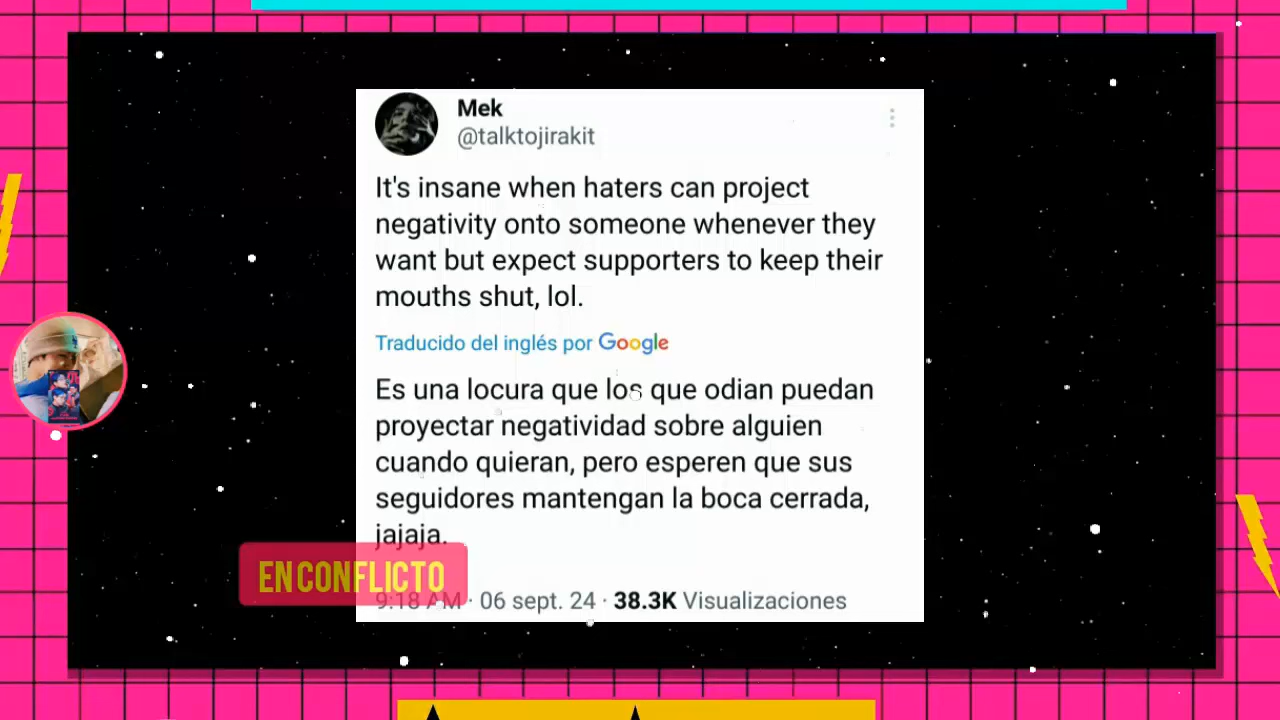 Mek
@talktojirakit
It's insane when haters can project
negativity onto someone whenever they
want but expect supporters to keep their
mouths shut, lol.
Traducido del inglés por Google
Es una locura que los que odian puedan
proyectar negatividad sobre alguien
cuando quieran, pero esperen que sus
seguidores mantengan la boca cerrada,
jajaja.
EN CONFLICTO
9:18 AM · 06 sept. 24 · 38.3K Visualizaciones